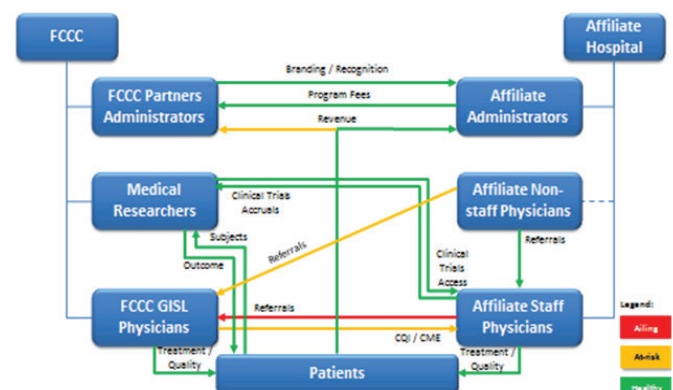 FCCC
Affiliate
Hospital
Branding / Recognition
FCCC Partners
Administrators
Program Fees
Affiliate
Administrators
Revenue
Medical
Researchers
Clinical Trials
Accruals
Affiliate Non-
staff Physicians
Subjects
Outcome
Referrals
Clinical
Trials
Access
Referrals
FCCC GISL
Physicians
Referrals
CQI / CME
Affiliate Staff
Physicians
Treatment /
Quality
Patients
Treatment /
Quality
Legend:
Ailing
At-risk
Healthy